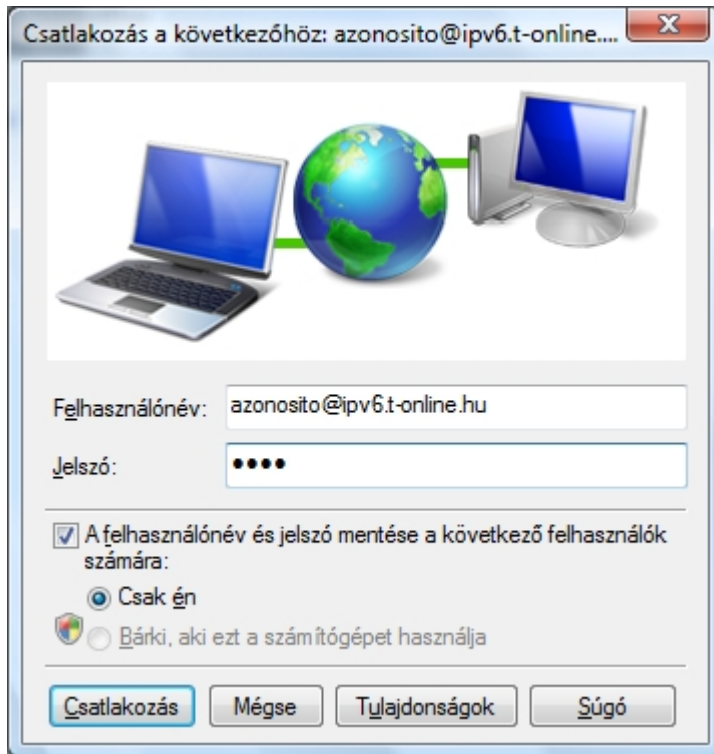 Csatlakozás a következőhöz: azonosito@ipv6.t-online....
Felhasználónév: azonosito@ipv6.t-online.hu
Jelszó: ●●●●
A felhasználónév és jelszó mentése a következő felhasználók
számára:
Csak én
Bárki, aki ezt a számítógépet használja
Csatlakozás Mégse Tulajdonságok Súgó